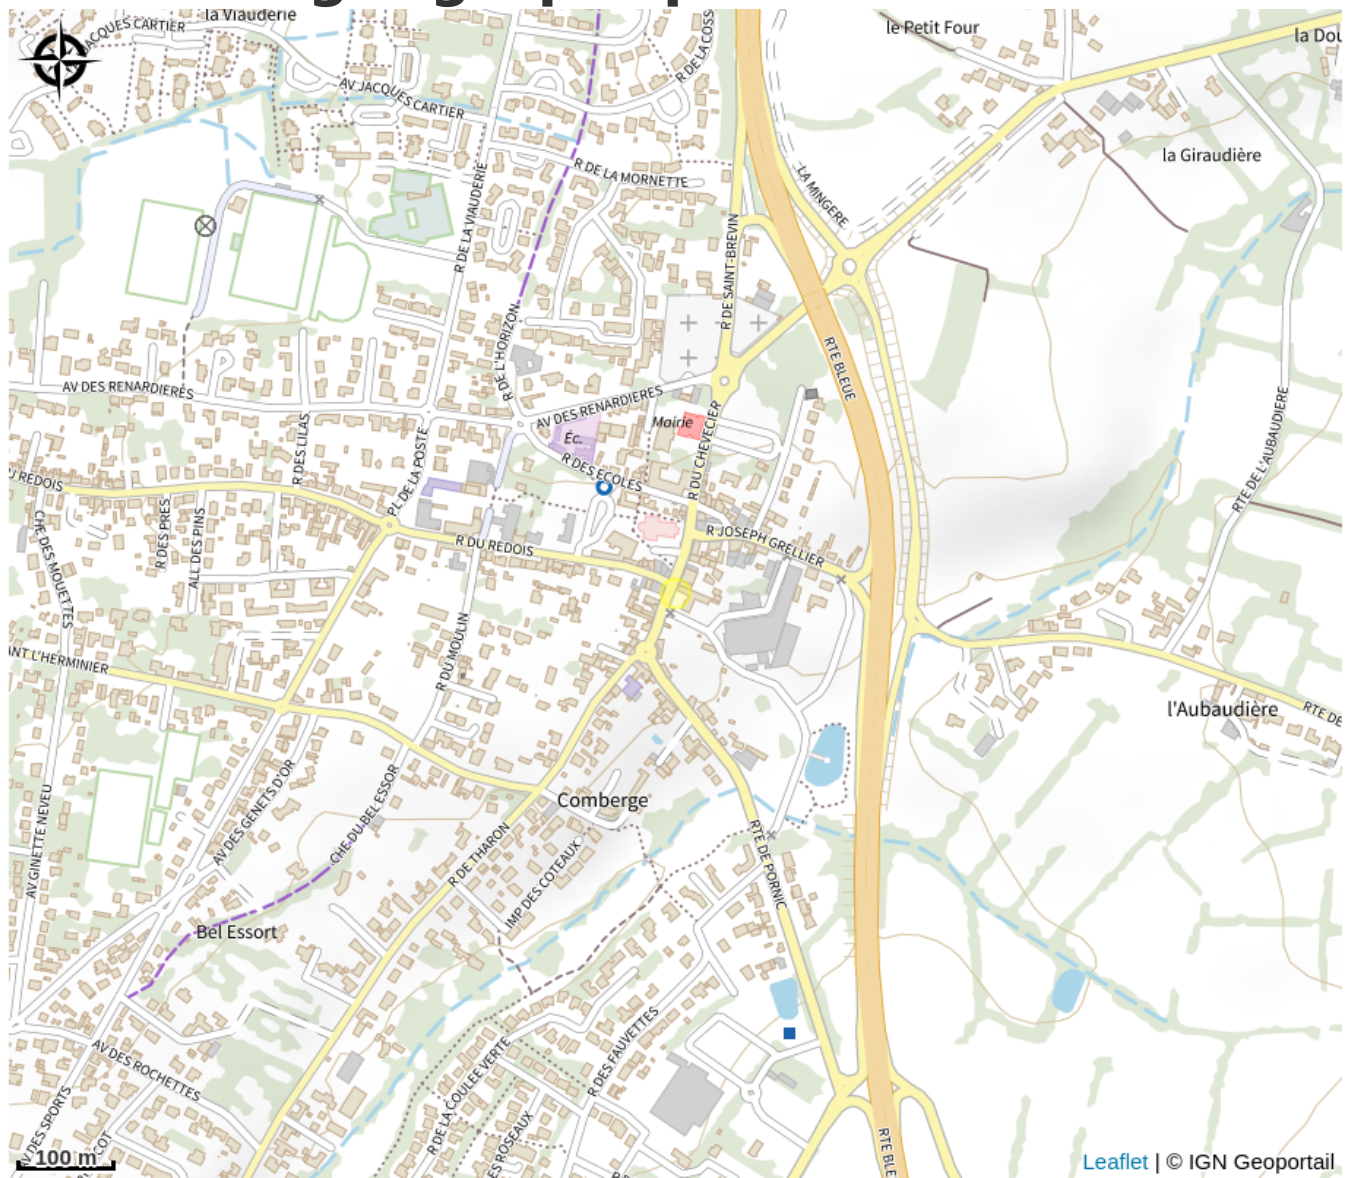 la Viauderie
JACQUES CARTIER
AV JACQUES CARTIER
R DE LA COSS
le Petit Four
la Dou
la Giraudière
LA MINGERE
R DE LA MORNETTE
R DE LA VIAUDERIE
R DE SAINT-BREVIN
R DE L'HORIZON
RTE BLEUE
AV DES RENARDIERES
AV DES RENARDIERES
Mairie
Éc.
R DES ECOLES
R DU CHEVECIER
R DES LILAS
PL DE LA POSTE
RTE DE L'AUBAUDIERE
U REDOIS
CHE DES MOUETTES
R DES PRES
ALL DES PINS
R DU REDOIS
R JOSEPH GRELLIER
R DU MOULIN
ANT L'HERMINIER
l'Aubaudière
RTE DE
AV GINETTE NEVEU
AV DES GENETS D'OR
CHE DU BEL ESSOR
Comberge
R DE THARON
IMP DES COTEAUX
RTE DE PORNIC
Bel Essort
AV DES ROCHETTES
V DES SPORTS
COT
R DE LA COULEE VERTE
R DES FAUVETTES
ES ROSEAUX
RTE BLE
100 m
Leaflet | © IGN Geoportail